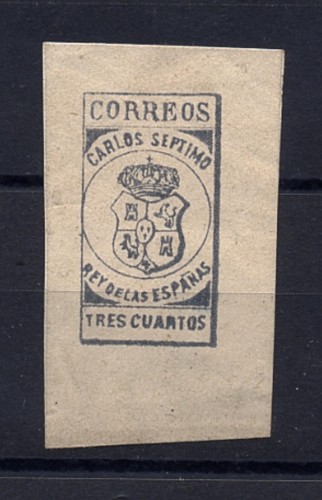 CORREOS
CARLOS SEPTIMO
REY DE LAS ESPAÑAS
TRES CUARTOS